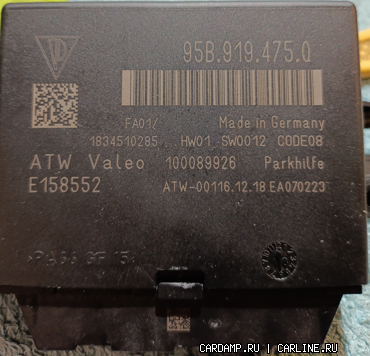 95B.919.475.Q
FA01/
Made in Germany
1834510285 HW01 SW0012 CODE08
ATW Valeo 100089926 Parkhilfe
E158552
ATW-00116.12.18 EA070223
CARDAMP.RU | CARLINE.RU